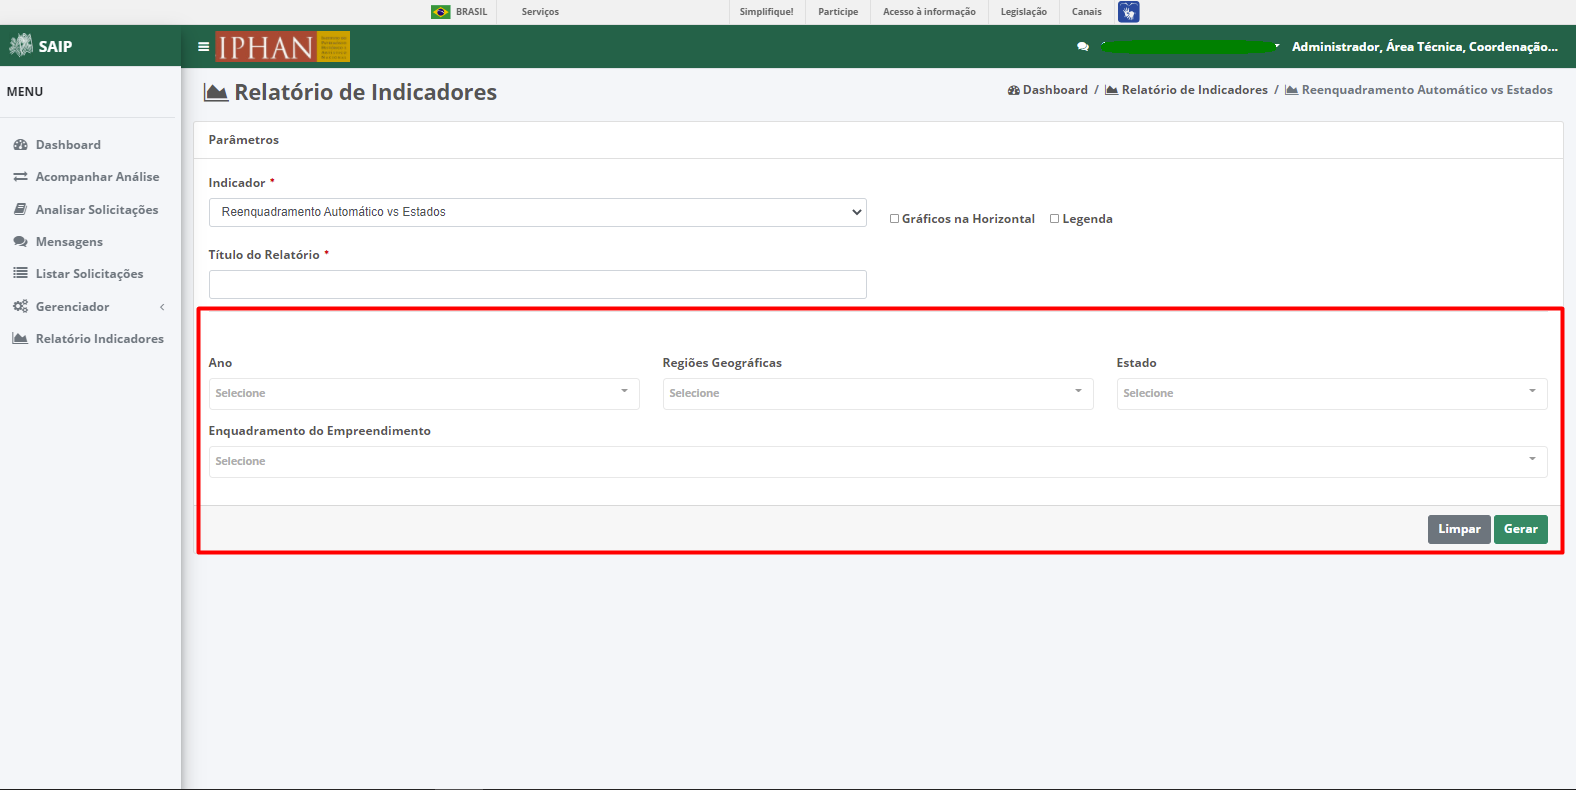 BRASIL Serviços Simplifique! Participe Acesso à informação Legislação Canais
SAIP IPHAN Administrador, Área Técnica, Coordenação...
MENU
Dashboard
Acompanhar Análise
Analisar Solicitações
Mensagens
Listar Solicitações
Gerenciador
Relatório Indicadores
Relatório de Indicadores
Dashboard / Relatório de Indicadores / Reenquadramento Automático vs Estados
Parâmetros
Indicador *
Reenquadramento Automático vs Estados
Gráficos na Horizontal Legenda
Título do Relatório *
Ano Regiões Geográficas Estado
Selecione Selecione Selecione
Enquadramento do Empreendimento
Selecione
Limpar Gerar